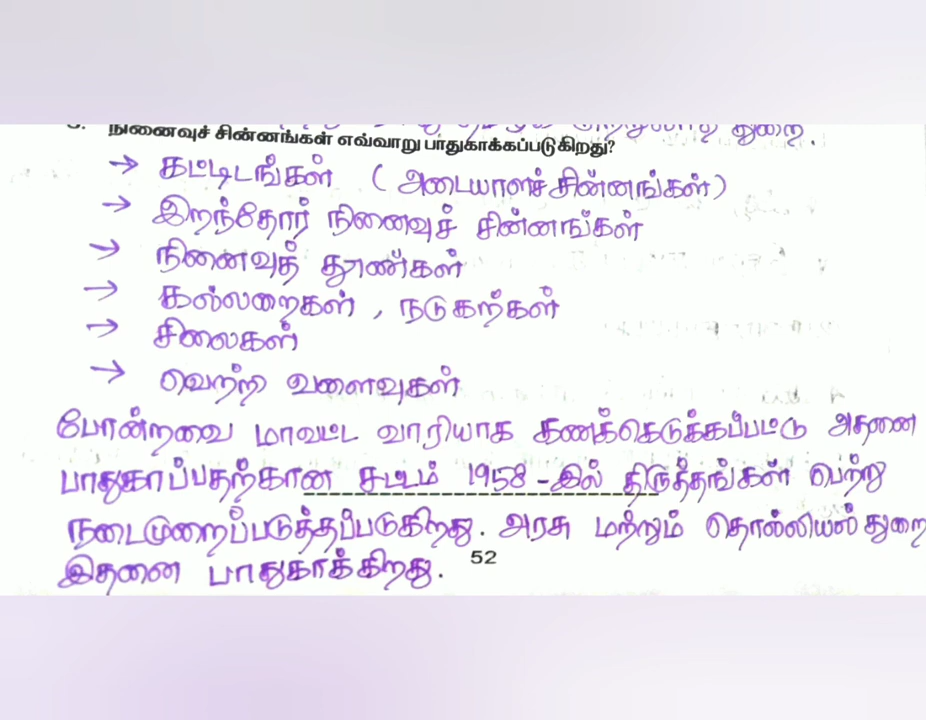 நினைவுச் சின்னங்கள் எவ்வாறு பாதுகாக்கப்படுகிறது?
துறை.
→ கட்டிடங்கள் (அடையாளச் சின்னங்கள்)
→ இறந்தோர் நினைவுச் சின்னங்கள்
→ நினைவுத் தூண்கள்
→ கல்லறைகள், நடுகற்கள்
→ சிலைகள்
→ வெற்றி வளைவுகள்
போன்றவை மாவட்ட வாரியாக கணக்கெடுக்கப்பட்டு அதனை
பாதுகாப்பதற்கான சட்டம் 1958-இல் திருத்தங்கள் பெற்று
நடைமுறைப்படுத்தப்படுகிறது. அரசு மற்றும் தொல்லியல் துறை
இதனை பாதுகாக்கிறது.
52